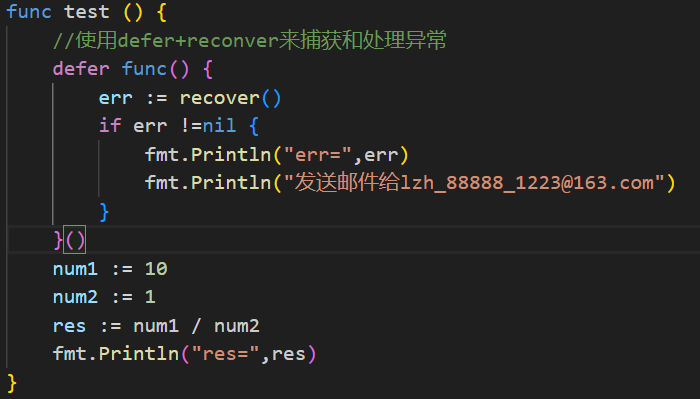 func test () {
    //使用defer+reconver来捕获和处理异常
    defer func() {
        err := recover()
        if err !=nil {
            fmt.Println("err=",err)
            fmt.Println("发送邮件给lzh_88888_1223@163.com")
        }
    }()
    num1 := 10
    num2 := 1
    res := num1 / num2
    fmt.Println("res=",res)
}